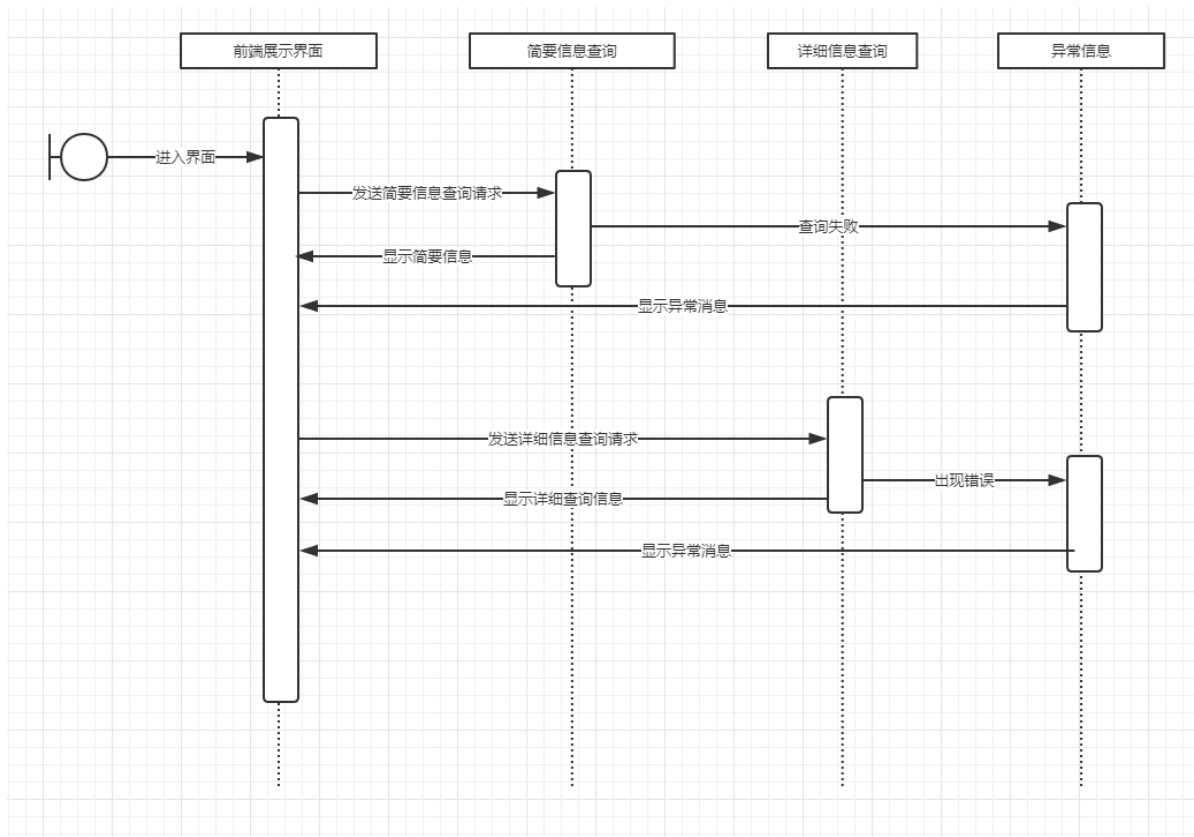 前端展示界面
简要信息查询
详细信息查询
异常信息
进入界面
发送简要信息查询请求
查询失败
显示简要信息
显示异常消息
发送详细信息查询请求
出现错误
显示详细查询信息
显示异常消息